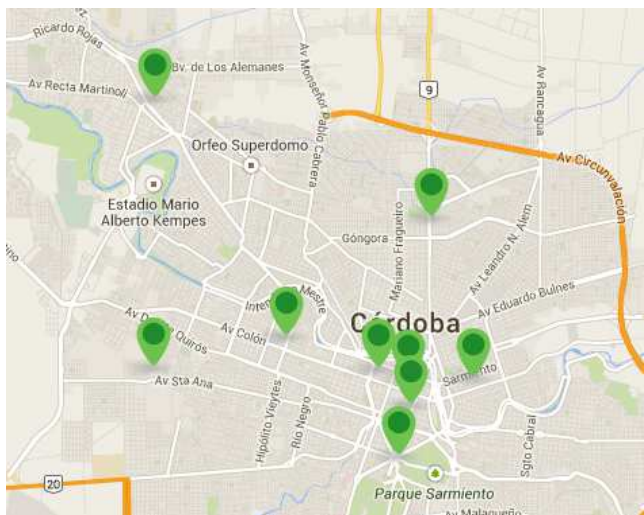 Ricardo Rojas
Bv. de Los Alemanes
Av Recta Martinoli
Av Monseñor Pablo Cabrera
9
Av Rancagua
Orfeo Superdomo
Av Circunvalación
Estadio Mario
Alberto Kempes
Mariano Fragueiro
Góngora
Av Leandro N. Alem
Av Eduardo Bulnes
Córdoba
Av Colón
Quirós
Av Sta Ana
Sarmiento
Hipólito Vieytes
Río Negro
Sgto Cabral
20
Parque Sarmiento
Av Malagueño